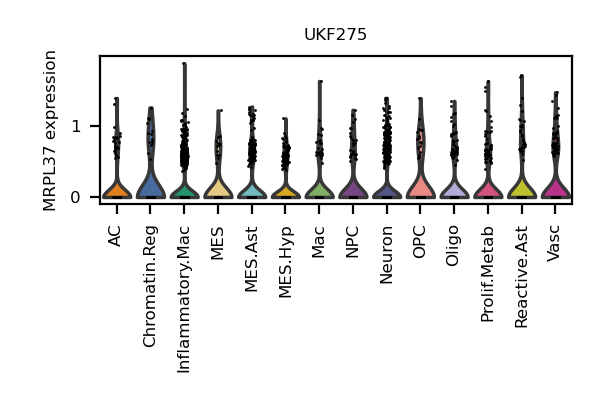 UKF275
MRPL37 expression
1
0
AC
Chromatin.Reg
Inflammatory.Mac
MES
MES.Ast
MES.Hyp
Mac
NPC
Neuron
OPC
Oligo
Prolif.Metab
Reactive.Ast
Vasc